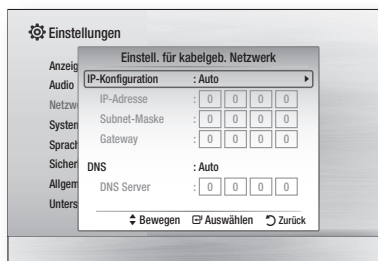 Einstellungen
Einstell. für kabelgeb. Netzwerk
Anzeig
IP-Konfiguration : Auto
Audio
IP-Adresse : 0 0 0 0
Netzw
Subnet-Maske : 0 0 0 0
System
Gateway : 0 0 0 0
Sprach
Sicher
DNS : Auto
Allgem
DNS Server : 0 0 0 0
Unters
Bewegen Auswählen Zurück